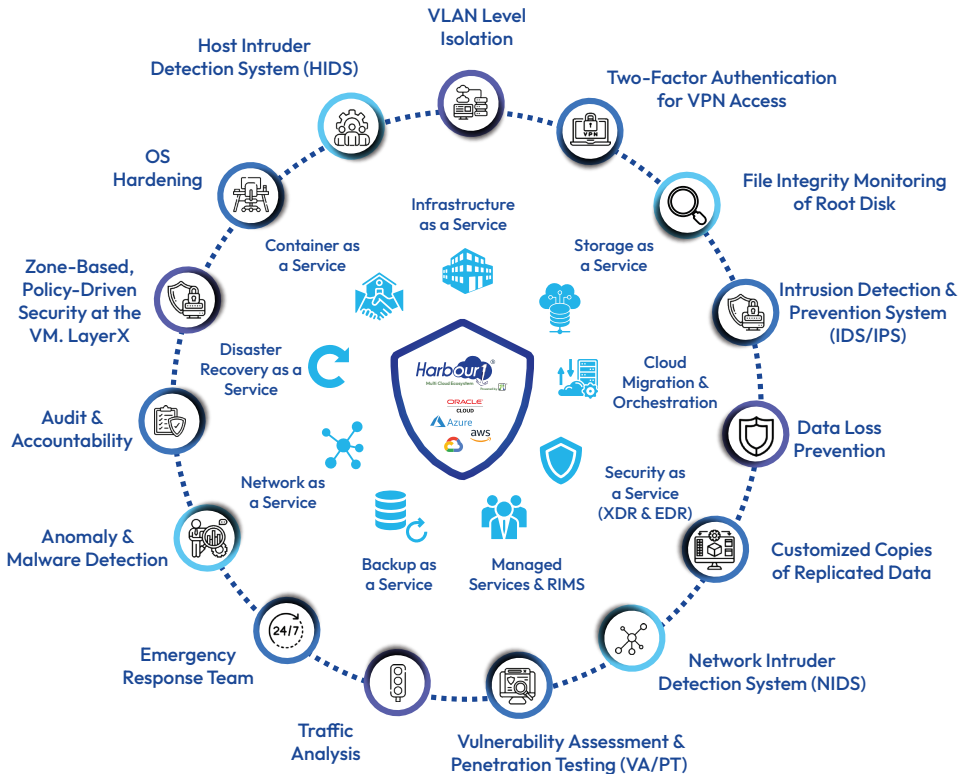 VLAN Level
Isolation
Host Intruder
Detection System (HIDS)
Two-Factor Authentication
for VPN Access
VPN
OS
Hardening
File Integrity Monitoring
of Root Disk
Infrastructure
as a Service
Container as
a Service
Storage as
a Service
Zone-Based,
Policy-Driven
Security at the
VM. LayerX
Intrusion Detection &
Prevention System
(IDS/IPS)
Disaster
Recovery as a
Service
Harbour1®
Multi Cloud Ecosystem
Powered by
ORACLE
CLOUD
Azure
aws
Cloud
Migration &
Orchestration
Audit &
Accountability
Data Loss
Prevention
Network as
a Service
Security as
a Service
(XDR & EDR)
Anomaly &
Malware Detection
Customized Copies
of Replicated Data
Backup as
a Service
Managed
Services & RIMS
24/7
Emergency
Response Team
Network Intruder
Detection System (NIDS)
Traffic
Analysis
Vulnerability Assessment &
Penetration Testing (VA/PT)